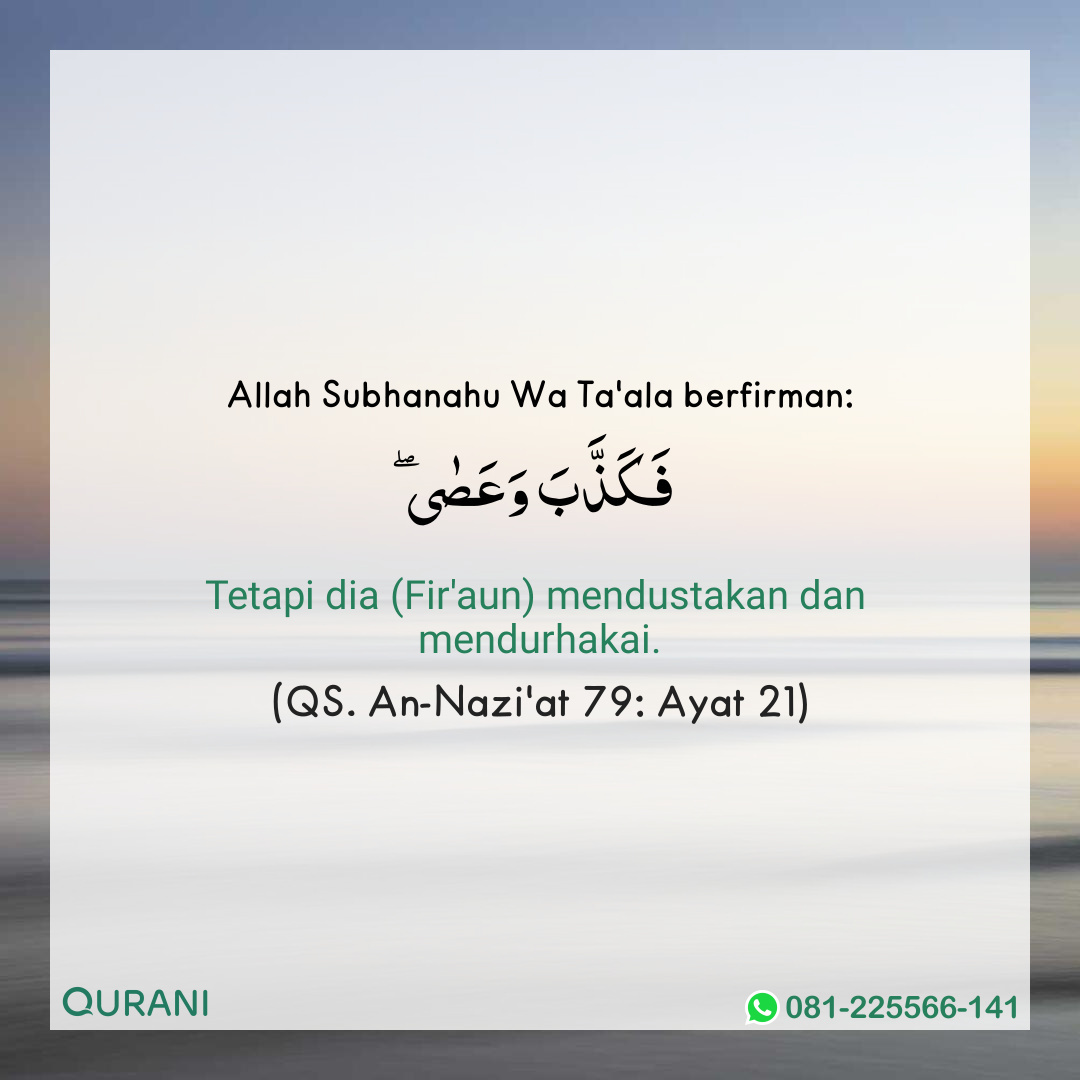 Allah Subhanahu Wa Ta'ala berfirman:
فَكَذَّبَ وَعَصٰىۖ
Tetapi dia (Fir'aun) mendustakan dan
mendurhakai.
(QS. An-Nazi'at 79: Ayat 21)
QURANI
081-225566-141